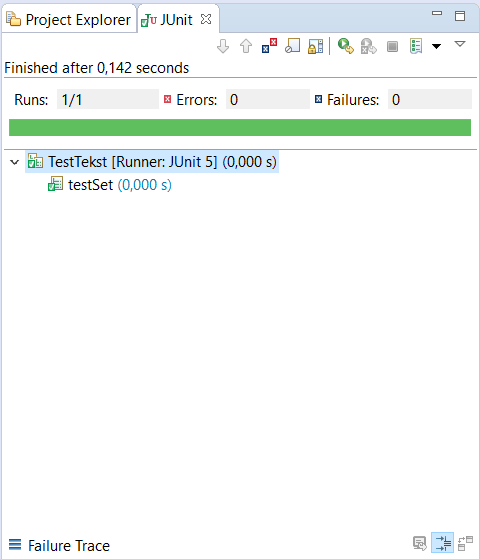 Project Explorer JUnit
Finished after 0,142 seconds
Runs: 1/1 Errors: 0 Failures: 0
TestTekst [Runner: JUnit 5] (0,000 s)
testSet (0,000 s)
Failure Trace